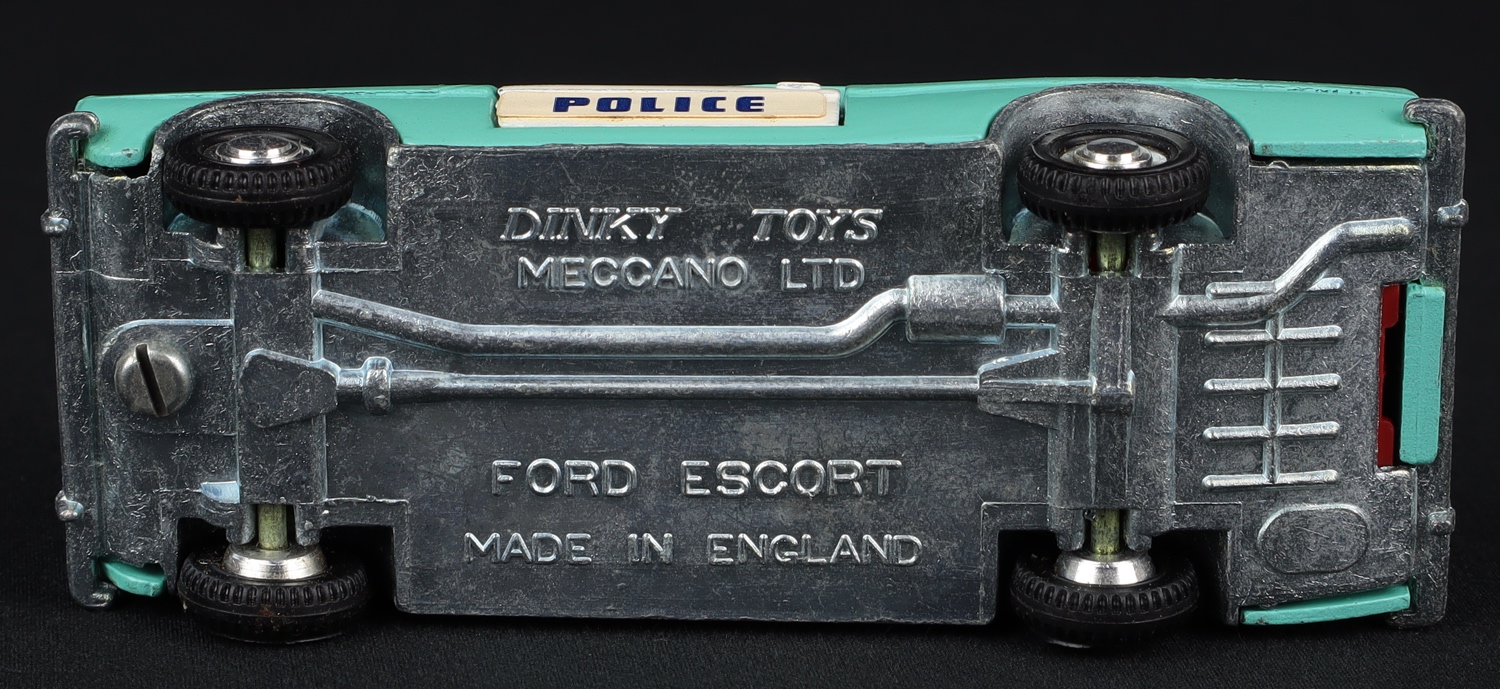 POLICE
DINKY TOYS
MECCANO LTD
FORD ESCORT
MADE IN ENGLAND